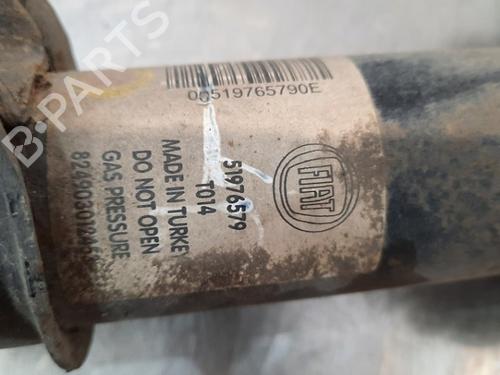 B-PARTS
00519765790E
FIAT
51976579
T014
MADE IN TURKEY
DO NOT OPEN
GAS PRESSURE